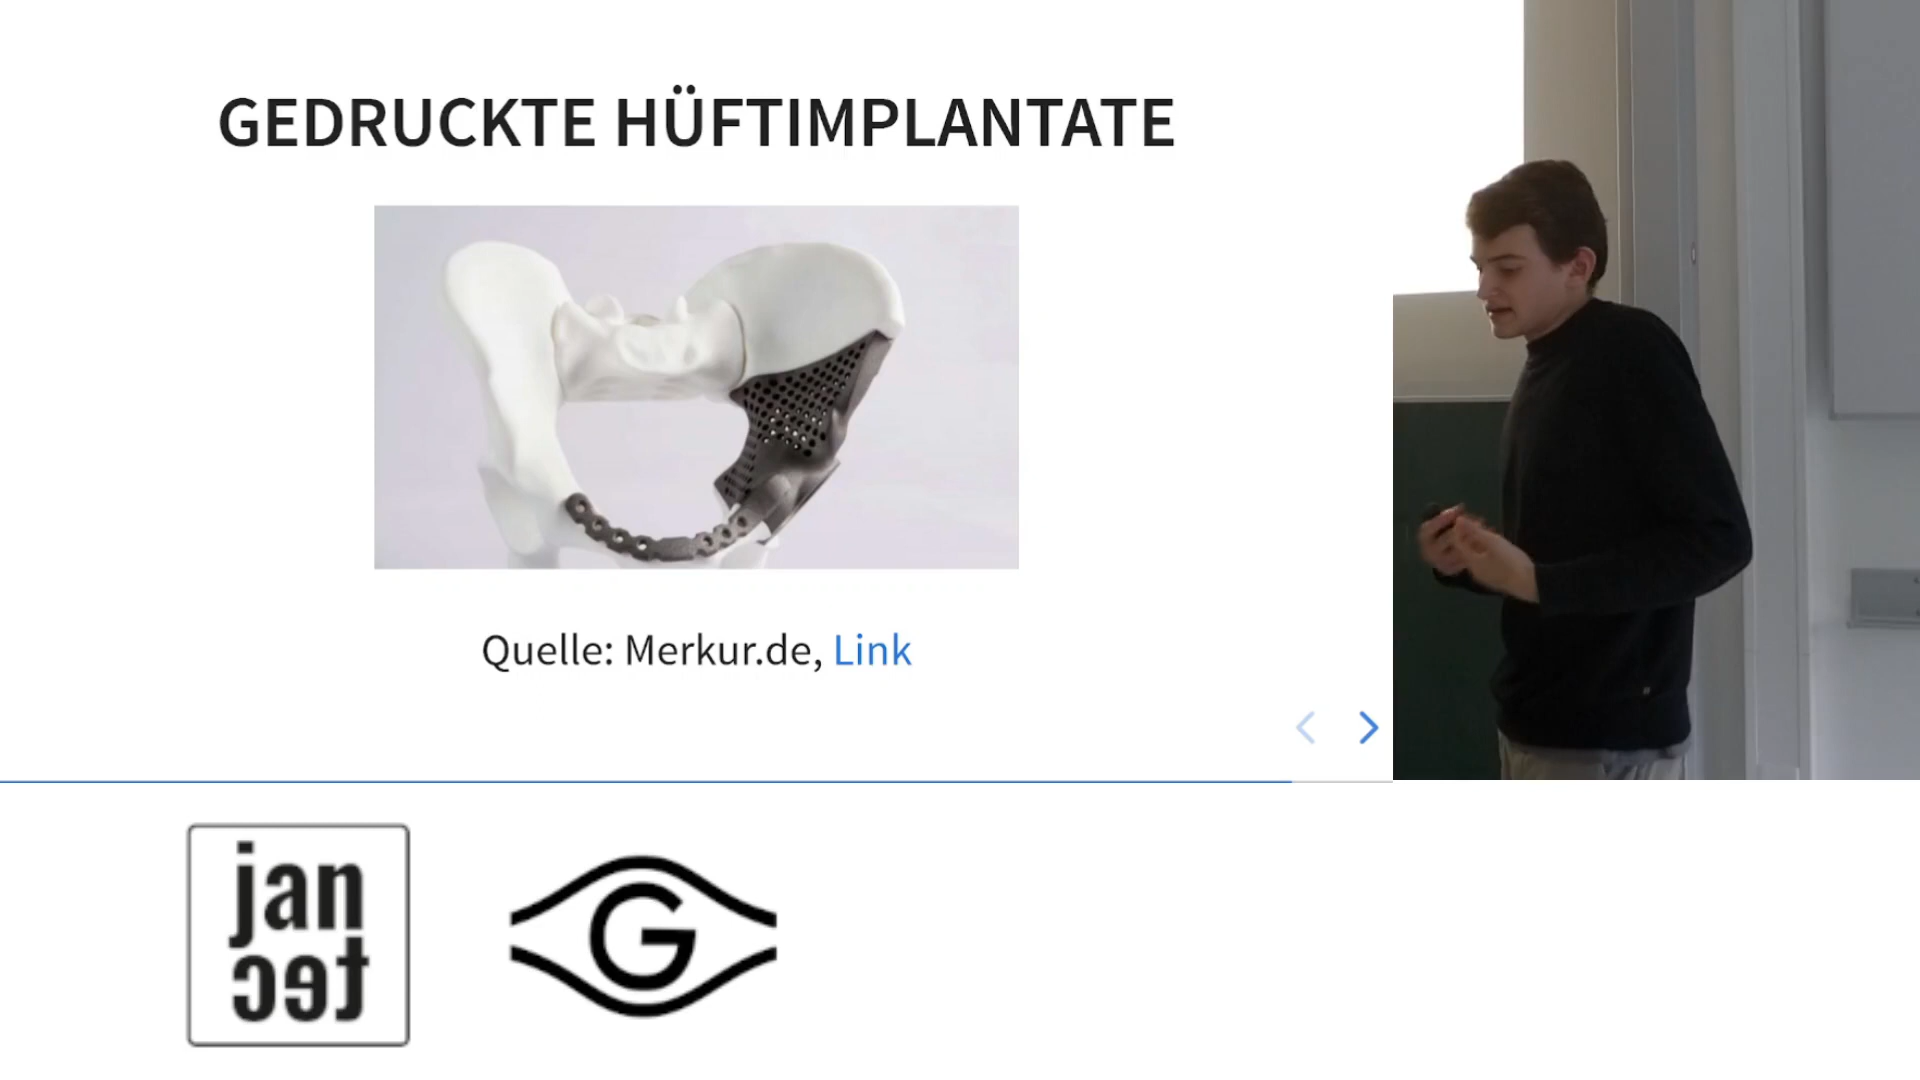 GEDRUCKTE HÜFTIMPLANTATE
Quelle: Merkur.de, Link
jan
tec
G